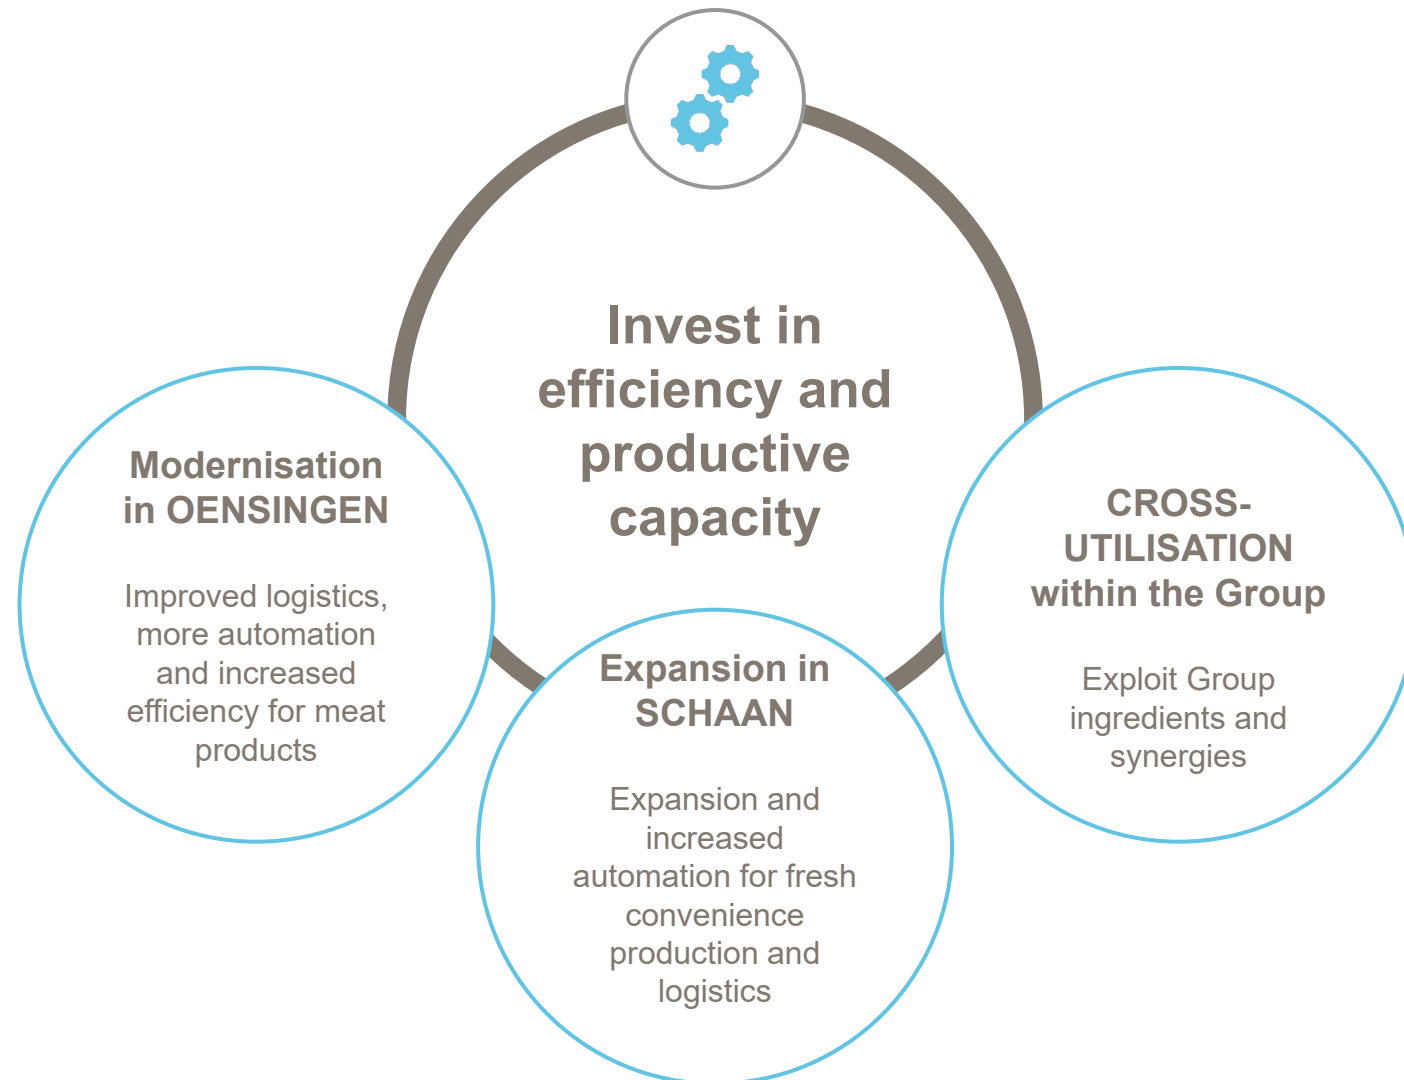 Invest in
efficiency and
productive
capacity
Modernisation
in OENSINGEN
Improved logistics,
more automation
and increased
efficiency for meat
products
Expansion in
SCHAAN
Expansion and
increased
automation for fresh
convenience
production and
logistics
CROSS-
UTILISATION
within the Group
Exploit Group
ingredients and
synergies